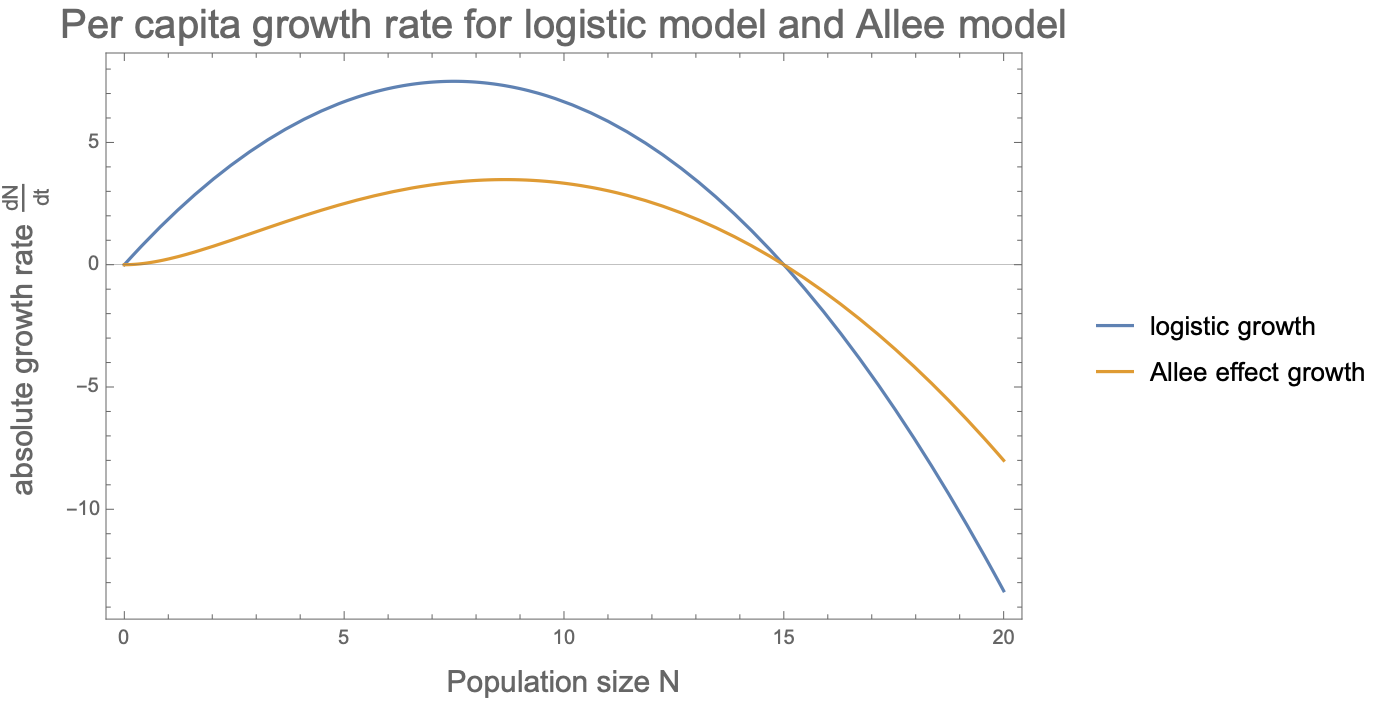 Per capita growth rate for logistic model and Allee model
absolute growth rate dN/dt
5
0
−5
−10
0 5 10 15 20
Population size N
logistic growth
Allee effect growth